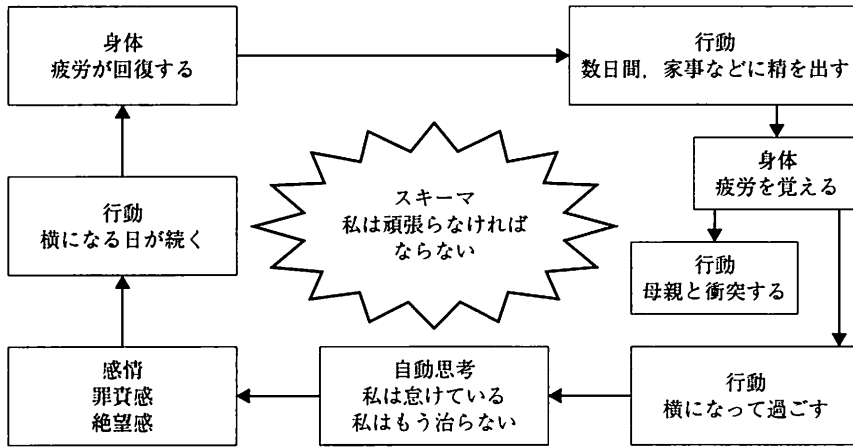 身体
疲労が回復する
行動
数日間，家事などに精を出す
身体
疲労を覚える
行動
母親と衝突する
行動
横になって過ごす
自動思考
私は怠けている
私はもう治らない
感情
罪責感
絶望感
行動
横になる日が続く
スキーマ
私は頑張らなければ
ならない